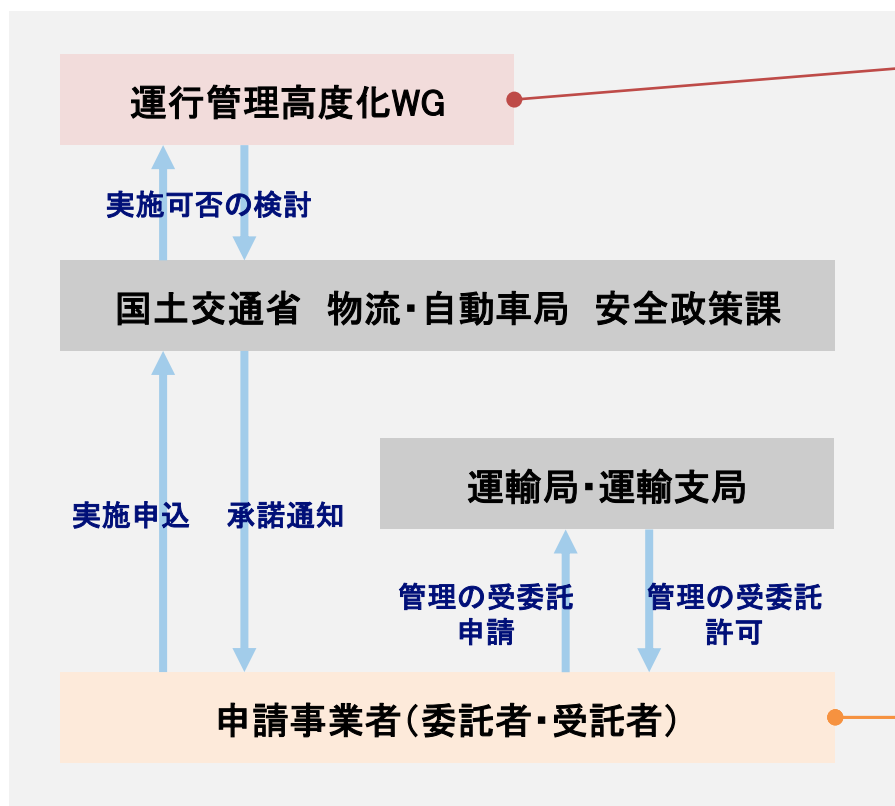 運行管理高度化WG
実施可否の検討
国土交通省　物流・自動車局　安全政策課
運輸局・運輸支局
実施申込
承諾通知
管理の受委託
申請
管理の受委託
許可
申請事業者（委託者・受託者）